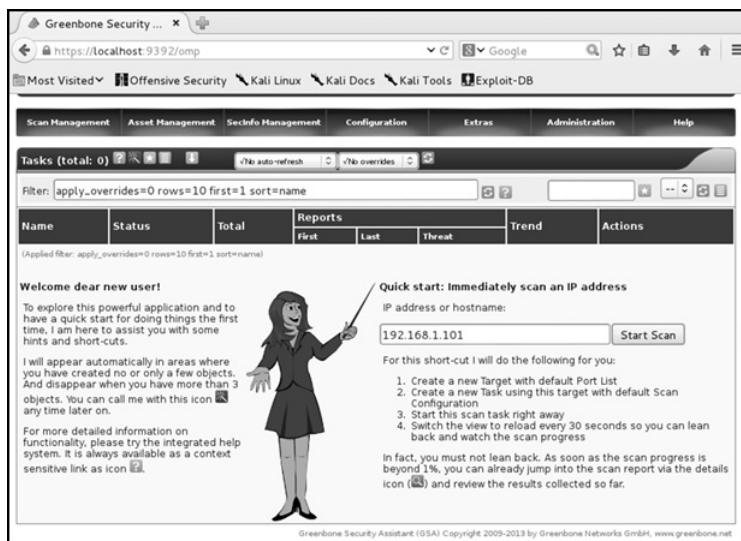 Greenbone Security ...
https://localhost:9392/omp
Google
Most Visited
Offensive Security
Kali Linux
Kali Docs
Kali Tools
Exploit-DB
Scan Management
Asset Management
SecInfo Management
Configuration
Extras
Administration
Help
Tasks (total: 0)
√No auto-refresh
√No overrides
Filter:
apply_overrides=0 rows=10 first=1 sort=name
--
Name
Status
Total
Reports
First
Last
Threat
Trend
Actions
(Applied filter: apply_overrides=0 rows=10 first=1 sort=name)
Welcome dear new user!
To explore this powerful application and to
have a quick start for doing things the first
time, I am here to assist you with some
hints and short-cuts.
I will appear automatically in areas where
you have created no or only a few objects.
And disappear when you have more than 3
objects. You can call me with this icon
any time later on.
For more detailed information on
functionality, please try the integrated help
system. It is always available as a context
sensitive link as icon ?.
Quick start: Immediately scan an IP address
IP address or hostname:
192.168.1.101
Start Scan
For this short-cut I will do the following for you:
1. Create a new Target with default Port List
2. Create a new Task using this target with default Scan
Configuration
3. Start this scan task right away
4. Switch the view to reload every 30 seconds so you can lean
back and watch the scan progress
In fact, you must not lean back. As soon as the scan progress is
beyond 1%, you can already jump into the scan report via the details
icon ( ) and review the results collected so far.
Greenbone Security Assistant (GSA) Copyright 2009-2013 by Greenbone Networks GmbH, www.greenbone.net